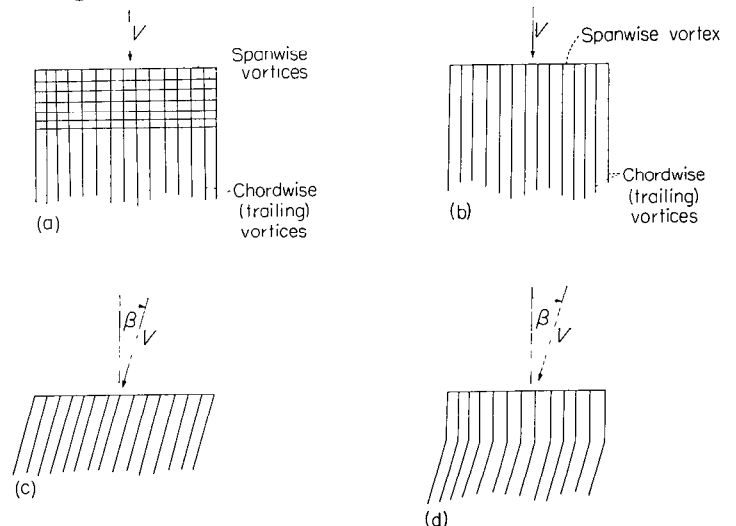 V
Spanwise
vortices
Chordwise
(trailing)
vortices
(a)
V
Spanwise vortex
Chordwise
(trailing)
vortices
(b)
β
V
(c)
β
V
(d)